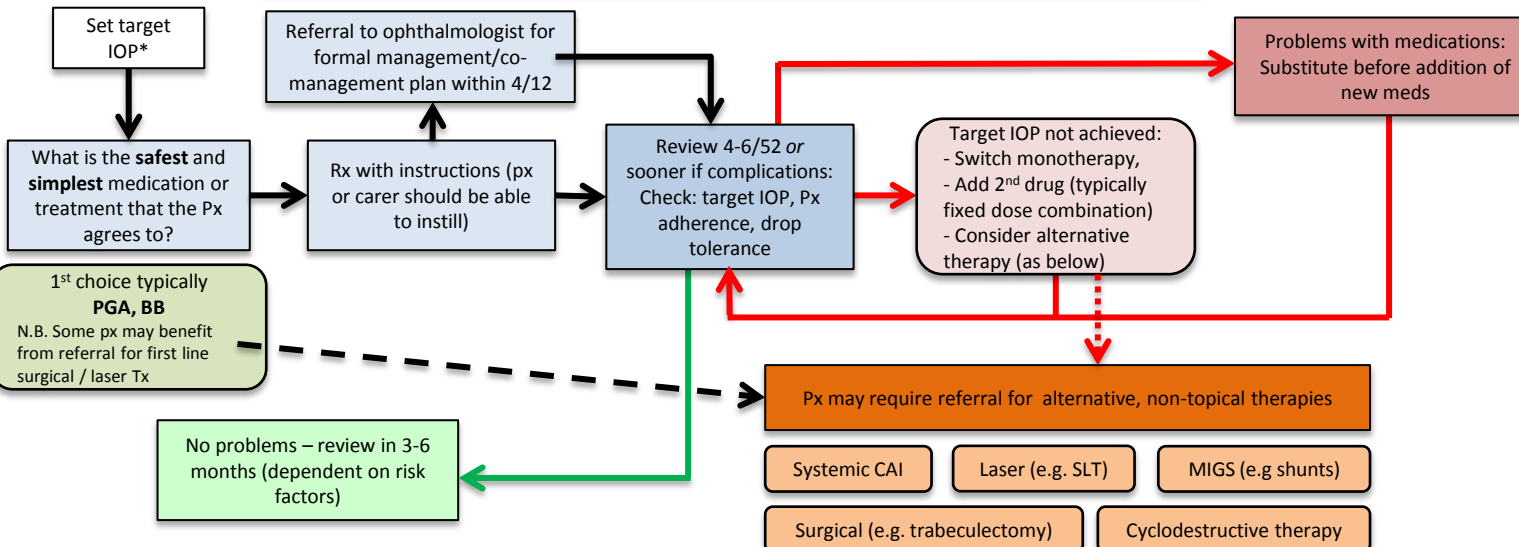 Set target
IOP*
Referral to ophthalmologist for
formal management/co-
management plan within 4/12
Problems with medications:
Substitute before addition of
new meds
What is the safest and
simplest medication or
treatment that the Px
agrees to?
Rx with instructions (px
or carer should be able
to instill)
Review 4-6/52 or
sooner if complications:
Check: target IOP, Px
adherence, drop
tolerance
Target IOP not achieved:
- Switch monotherapy,
- Add 2nd drug (typically
fixed dose combination)
- Consider alternative
therapy (as below)
1st choice typically
PGA, BB
N.B. Some px may benefit
from referral for first line
surgical / laser Tx
Px may require referral for alternative, non-topical therapies
No problems – review in 3-6
months (dependent on risk
factors)
Systemic CAI
Laser (e.g. SLT)
MIGS (e.g shunts)
Surgical (e.g. trabeculectomy)
Cyclodestructive therapy